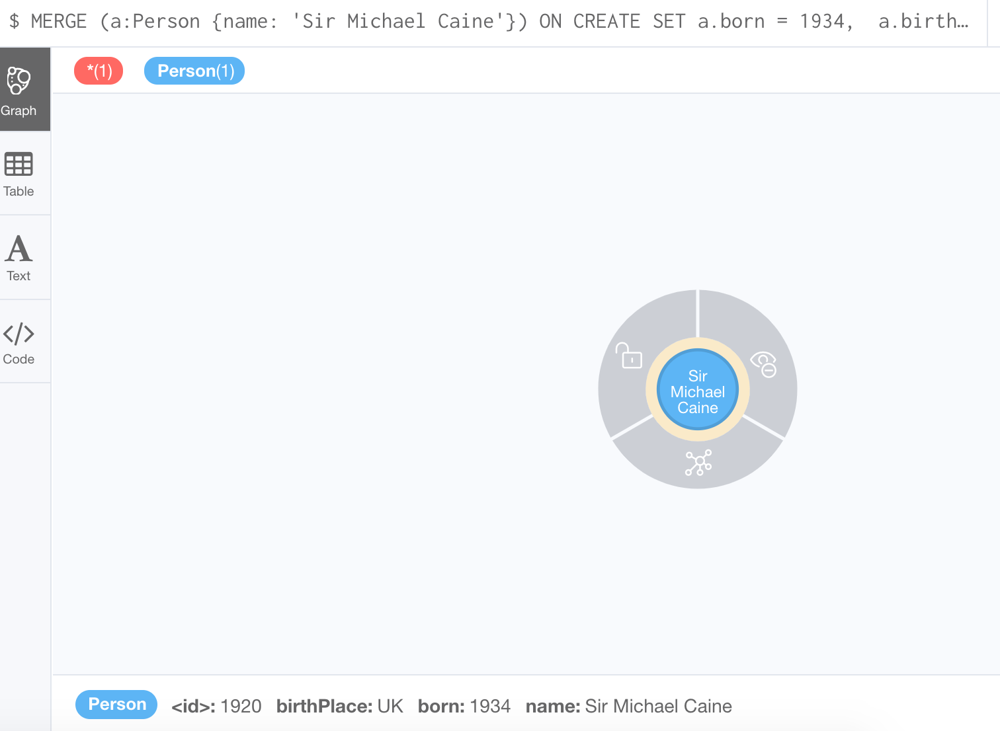 $ MERGE (a:Person {name: 'Sir Michael Caine'}) ON CREATE SET a.born = 1934,  a.birth…
*(1) Person(1)
Graph
Table
A
Text
</>
Code
Sir
Michael
Caine
Person <id>: 1920 birthPlace: UK born: 1934 name: Sir Michael Caine